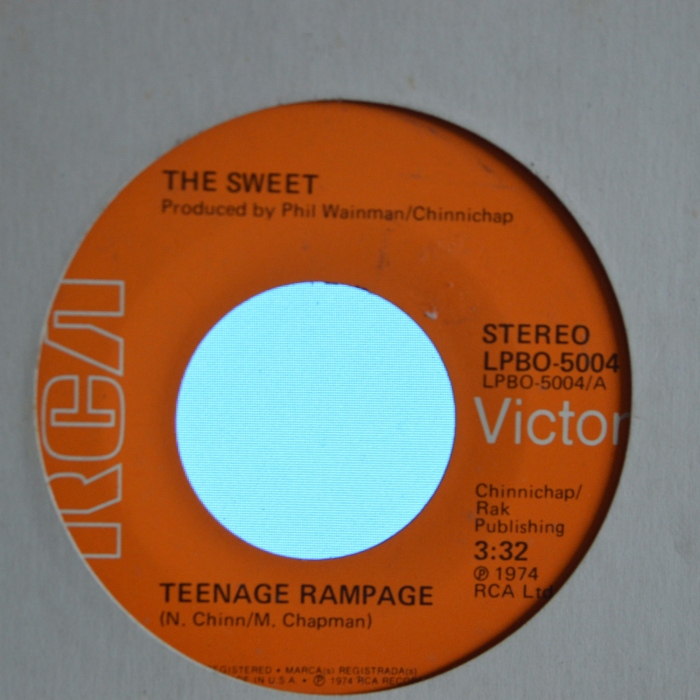 THE SWEET
Produced by Phil Wainman/Chinnichap
RCA
STEREO
LPBO-5004
LPBO-5004/A
Victor
Chinnichap/
Rak
Publishing
3:32
℗ 1974
RCA Ltd
TEENAGE RAMPAGE
(N. Chinn/M. Chapman)
REGISTERED • MARCA(s) REGISTRADA(s)
IN U.S.A. • ℗ 1974 RCA